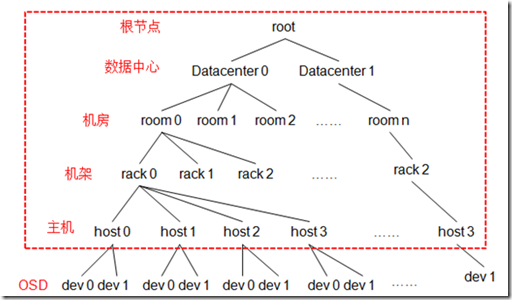 根节点 root
数据中心 Datacenter 0 Datacenter 1
机房 room 0 room 1 room 2 …… room n
机架 rack 0 rack 1 rack 2 …… rack 2
主机 host 0 host 1 host 2 host 3 …… host 3
OSD dev 0 dev 1 dev 0 dev 1 dev 0 dev 1 dev 0 dev 1 …… dev 1